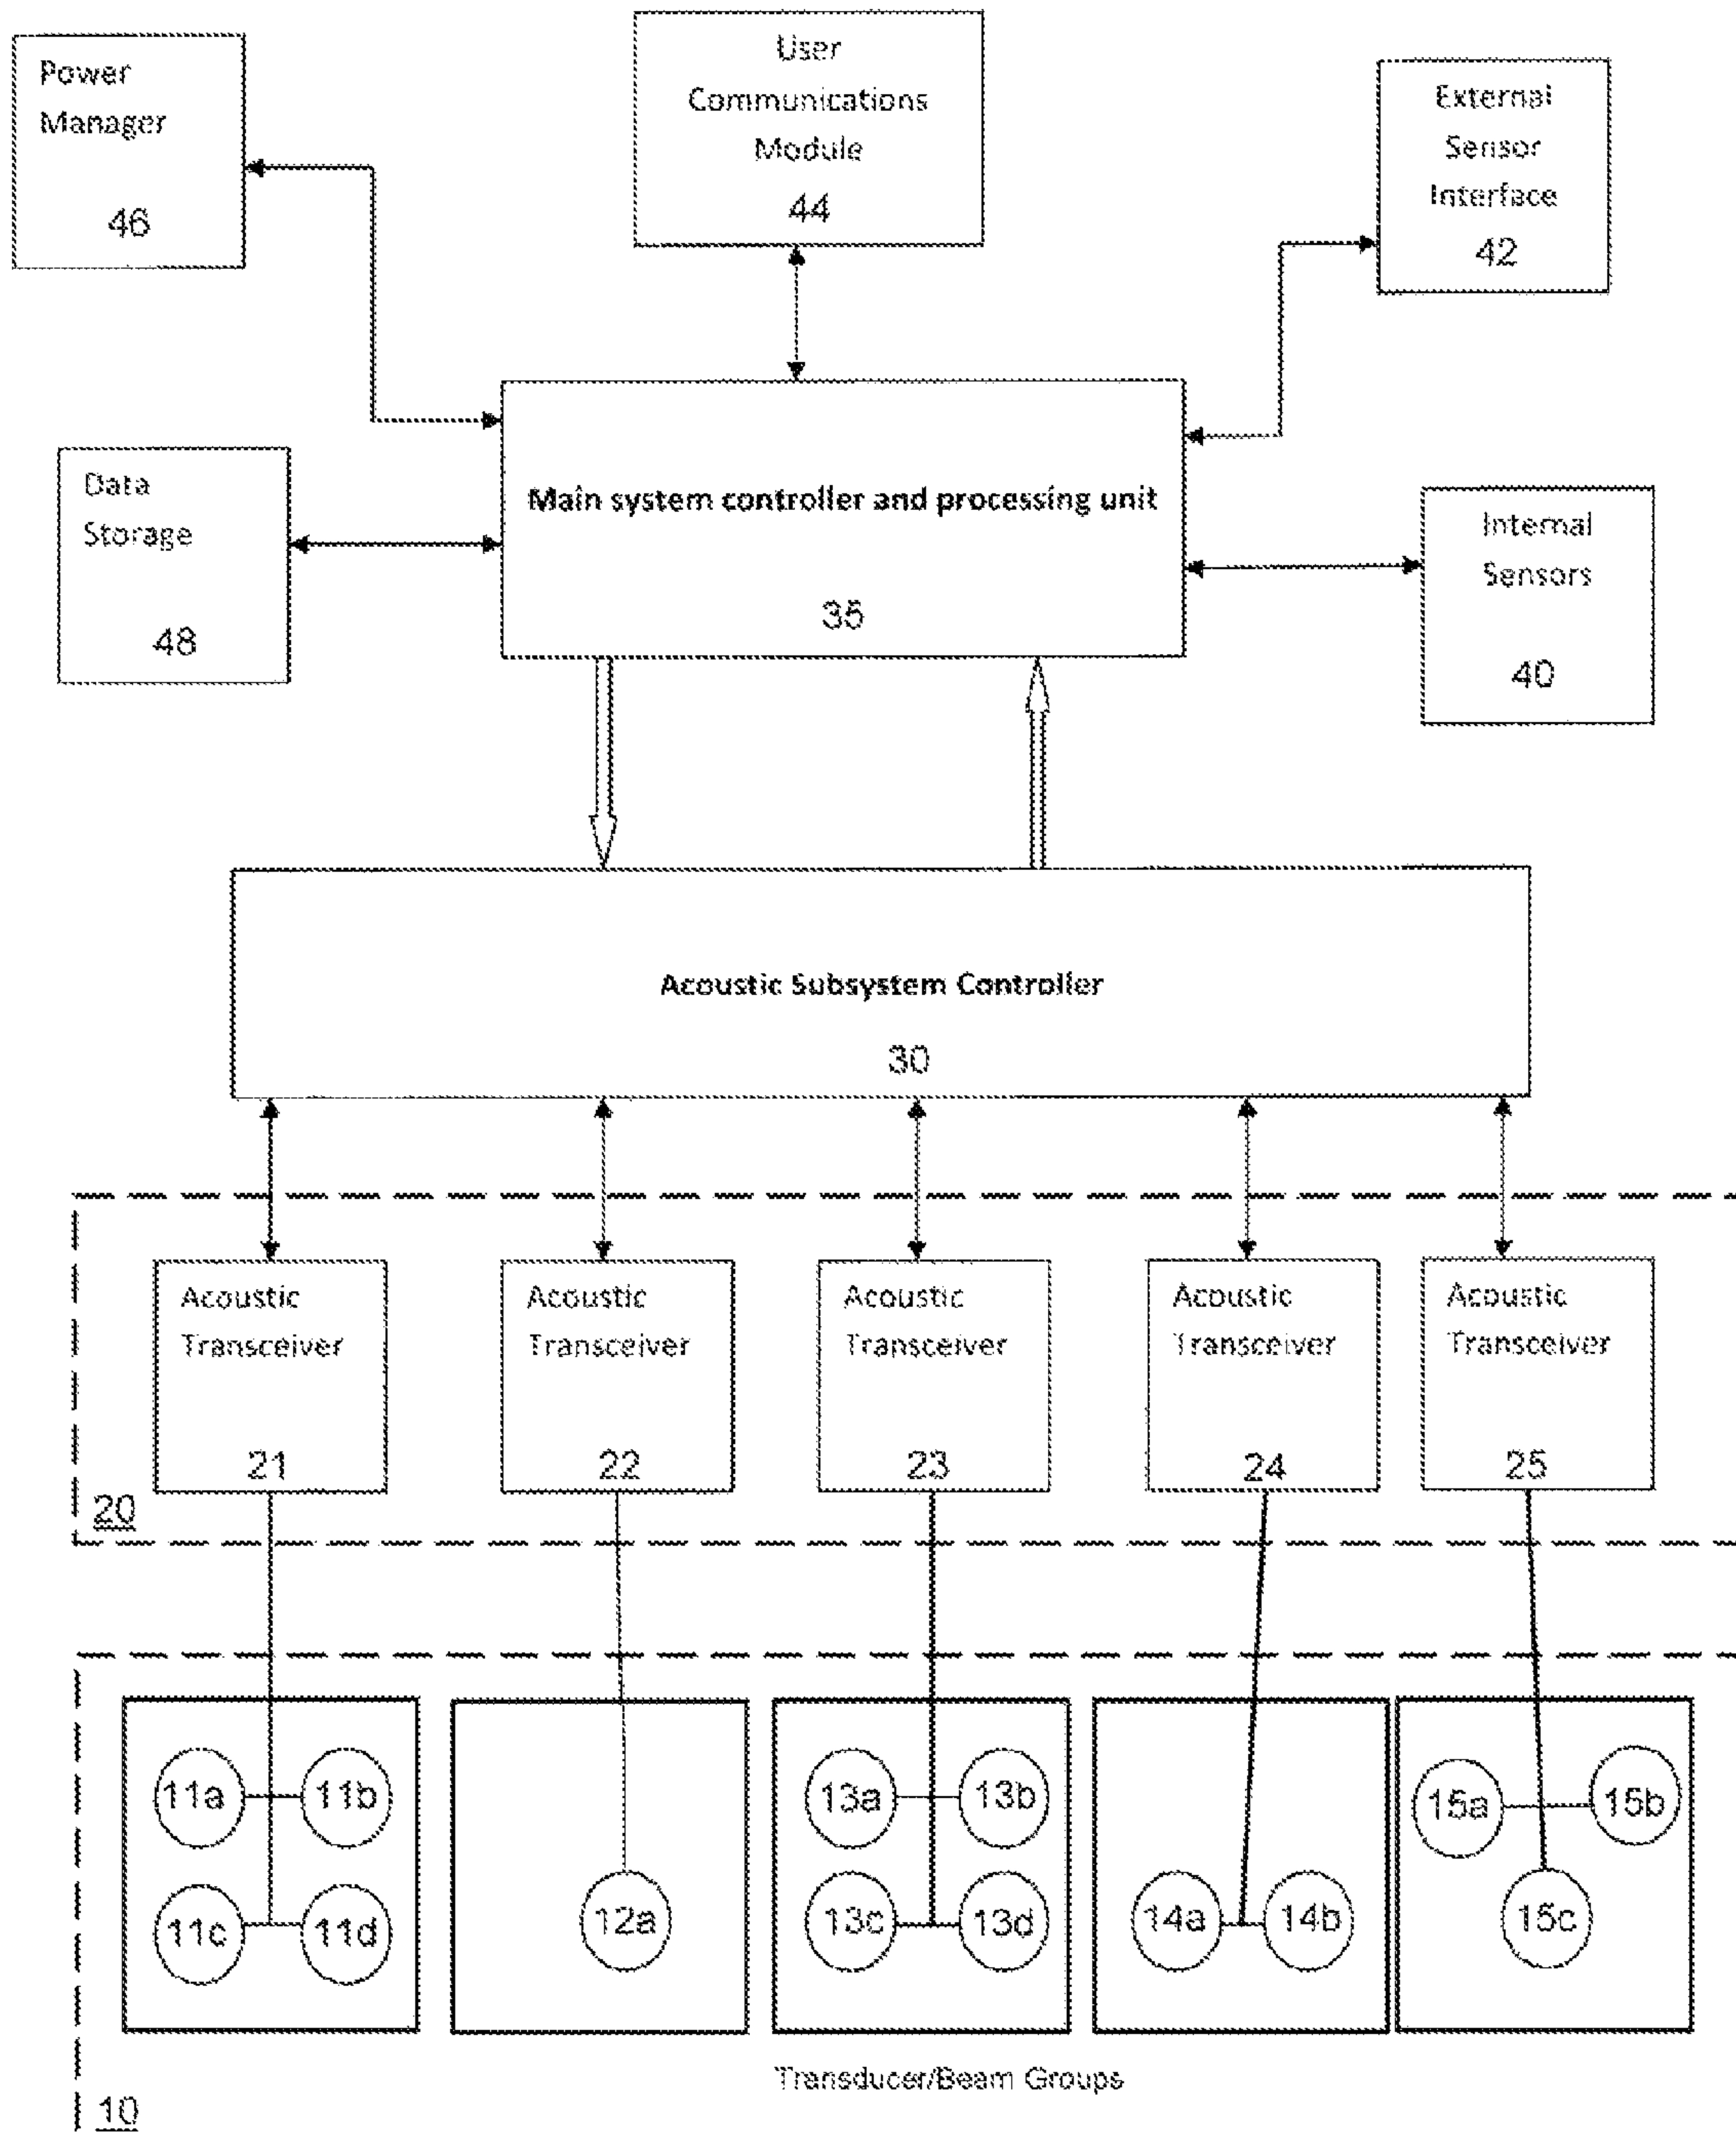 Power
Manager
46
User
Communications
Module
44
External
Sensor
Interface
42
Data
Storage
48
Main system controller and processing unit
35
Internal
Sensors
40
Acoustic Subsystem Controller
30
Acoustic
Transceiver
21
Acoustic
Transceiver
22
Acoustic
Transceiver
23
Acoustic
Transceiver
24
Acoustic
Transceiver
25
20
11a
11b
11c
11d
12a
13a
13b
13c
13d
14a
14b
15a
15b
15c
Transducer/Beam Groups
10